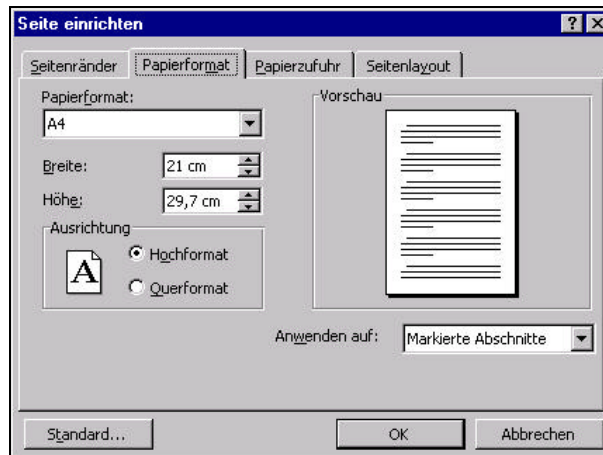 Seite einrichten
Seitenränder Papierformat Papierzufuhr Seitenlayout
Papierformat:
A4
Breite: 21 cm
Höhe: 29,7 cm
Ausrichtung
A
Hochformat
Querformat
Vorschau
Anwenden auf: Markierte Abschnitte
Standard... OK Abbrechen